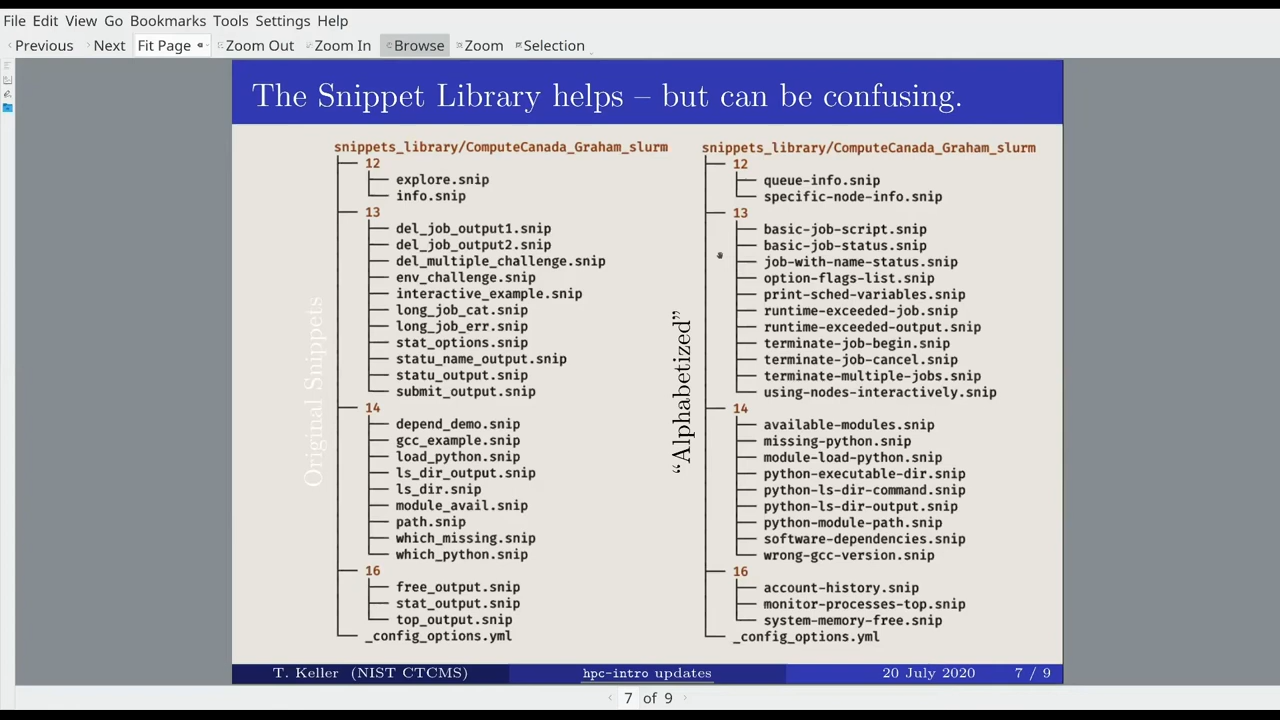 File Edit View Go Bookmarks Tools Settings Help
Previous Next Fit Page Zoom Out Zoom In Browse Zoom Selection
The Snippet Library helps – but can be confusing.
Original Snippets
snippets_library/ComputeCanada_Graham_slurm
12
explore.snip
info.snip
13
del_job_output1.snip
del_job_output2.snip
del_multiple_challenge.snip
env_challenge.snip
interactive_example.snip
long_job_cat.snip
long_job_err.snip
stat_options.snip
statu_name_output.snip
statu_output.snip
submit_output.snip
14
depend_demo.snip
gcc_example.snip
load_python.snip
ls_dir_output.snip
ls_dir.snip
module_avail.snip
path.snip
which_missing.snip
which_python.snip
16
free_output.snip
stat_output.snip
top_output.snip
_config_options.yml
“Alphabetized”
snippets_library/ComputeCanada_Graham_slurm
12
queue-info.snip
specific-node-info.snip
13
basic-job-script.snip
basic-job-status.snip
job-with-name-status.snip
option-flags-list.snip
print-sched-variables.snip
runtime-exceeded-job.snip
runtime-exceeded-output.snip
terminate-job-begin.snip
terminate-job-cancel.snip
terminate-multiple-jobs.snip
using-nodes-interactively.snip
14
available-modules.snip
missing-python.snip
module-load-python.snip
python-executable-dir.snip
python-ls-dir-command.snip
python-ls-dir-output.snip
python-module-path.snip
software-dependencies.snip
wrong-gcc-version.snip
16
account-history.snip
monitor-processes-top.snip
system-memory-free.snip
_config_options.yml
T. Keller (NIST CTCMS) hpc-intro updates 20 July 2020 7 / 9
7 of 9